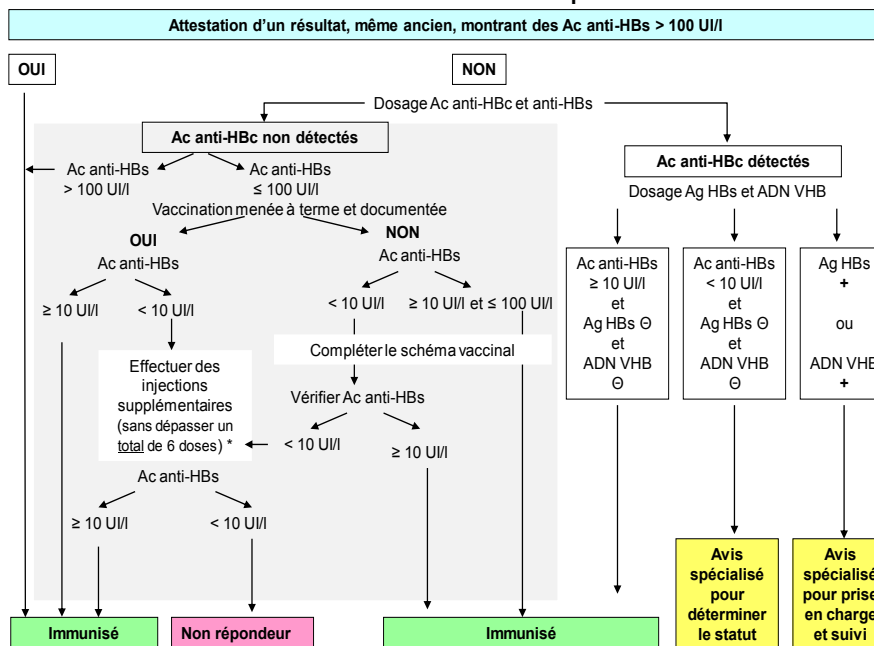 Attestation d'un résultat, même ancien, montrant des Ac anti-HBs > 100 UI/l
OUI
NON
Dosage Ac anti-HBc et anti-HBs
Ac anti-HBc non détectés
Ac anti-HBs
> 100 UI/l
Ac anti-HBs
≤ 100 UI/l
Vaccination menée à terme et documentée
OUI
Ac anti-HBs
≥ 10 UI/l
< 10 UI/l
NON
Ac anti-HBs
< 10 UI/l
≥ 10 UI/l et ≤ 100 UI/l
Effectuer des
injections
supplémentaires
(sans dépasser un
total de 6 doses) *
Compléter le schéma vaccinal
Vérifier Ac anti-HBs
< 10 UI/l
≥ 10 UI/l
Ac anti-HBs
≥ 10 UI/l
< 10 UI/l
Ac anti-HBc détectés
Dosage Ag HBs et ADN VHB
Ac anti-HBs
≥ 10 UI/l
et
Ag HBs Θ
et
ADN VHB
Θ
Ac anti-HBs
< 10 UI/l
et
Ag HBs Θ
et
ADN VHB
Θ
Ag HBs
+
ou
ADN VHB
+
Immunisé
Non répondeur
Immunisé
Avis
spécialisé
pour
déterminer
le statut
Avis
spécialisé
pour prise
en charge
et suivi